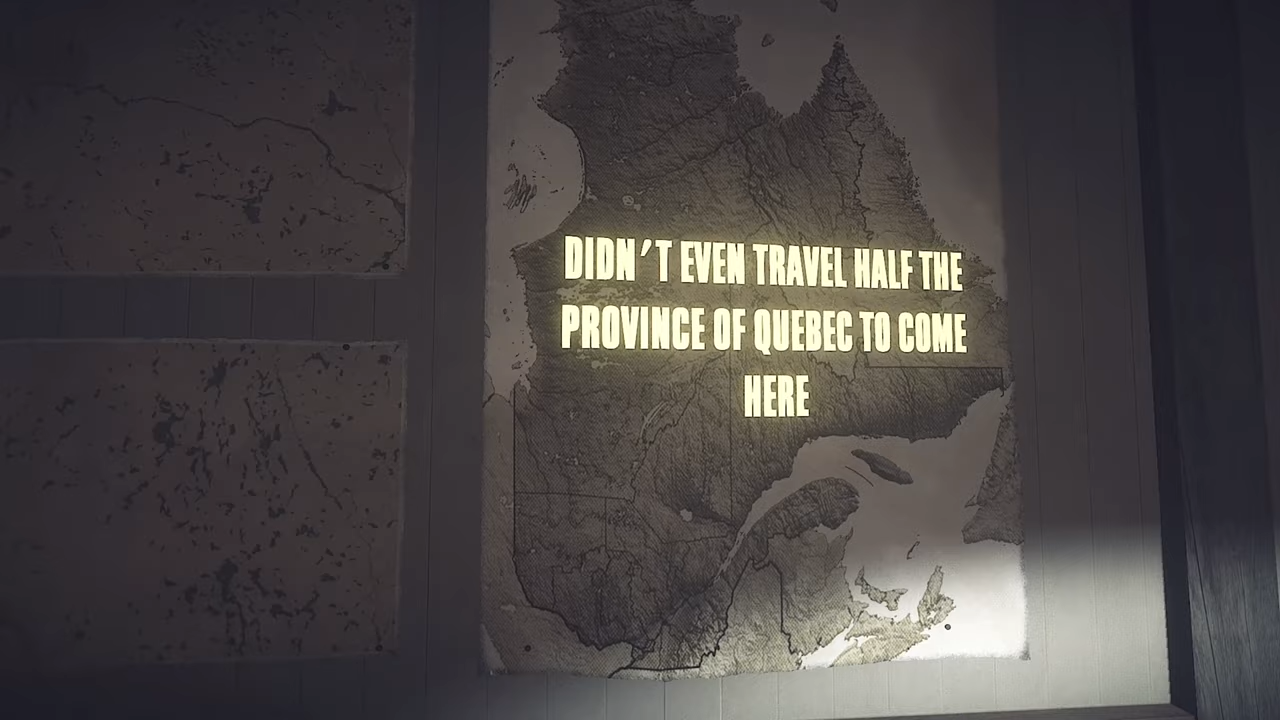 DIDN'T EVEN TRAVEL HALF THE
PROVINCE OF QUEBEC TO COME
HERE